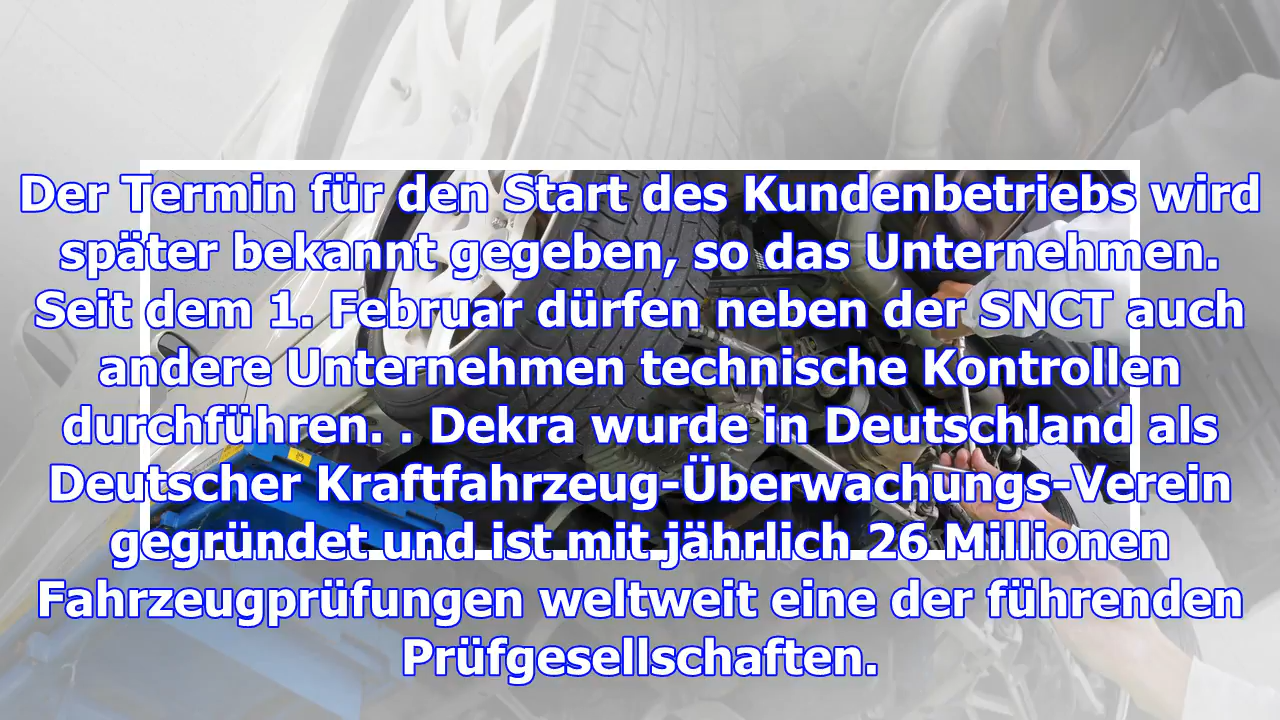 Der Termin für den Start des Kundenbetriebs wird
später bekannt gegeben, so das Unternehmen.
Seit dem 1. Februar dürfen neben der SNCT auch
andere Unternehmen technische Kontrollen
durchführen. . Dekra wurde in Deutschland als
Deutscher Kraftfahrzeug-Überwachungs-Verein
gegründet und ist mit jährlich 26 Millionen
Fahrzeugprüfungen weltweit eine der führenden
Prüfgesellschaften.